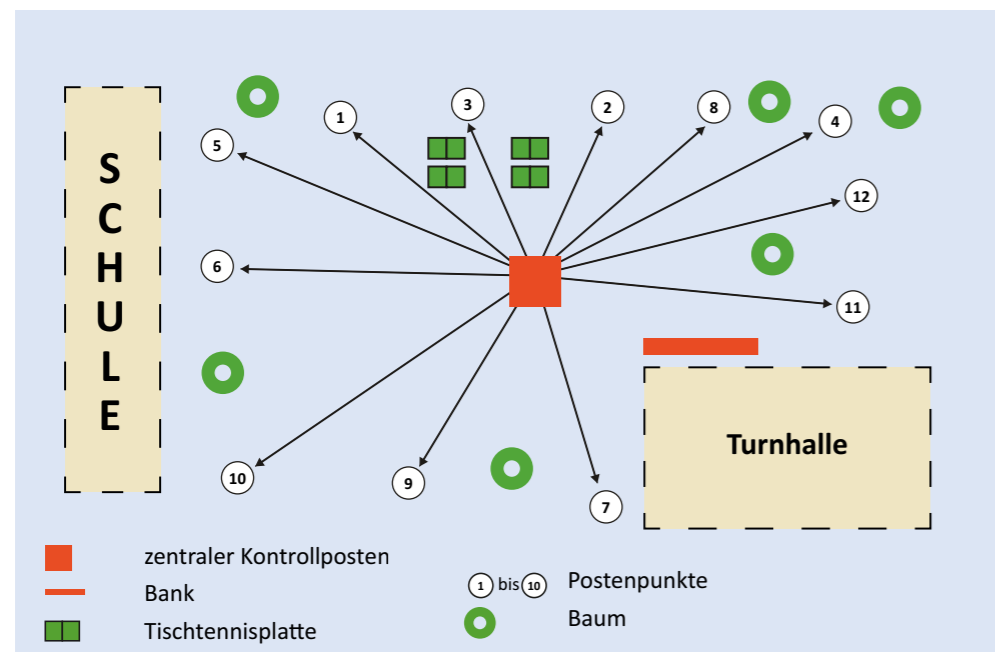 3
2
8
1
4
5
SCHULE
12
6
11
Turnhalle
10
9
7
zentraler Kontrollposten
Bank
Tischtennisplatte
1 bis 10 Postenpunkte
Baum